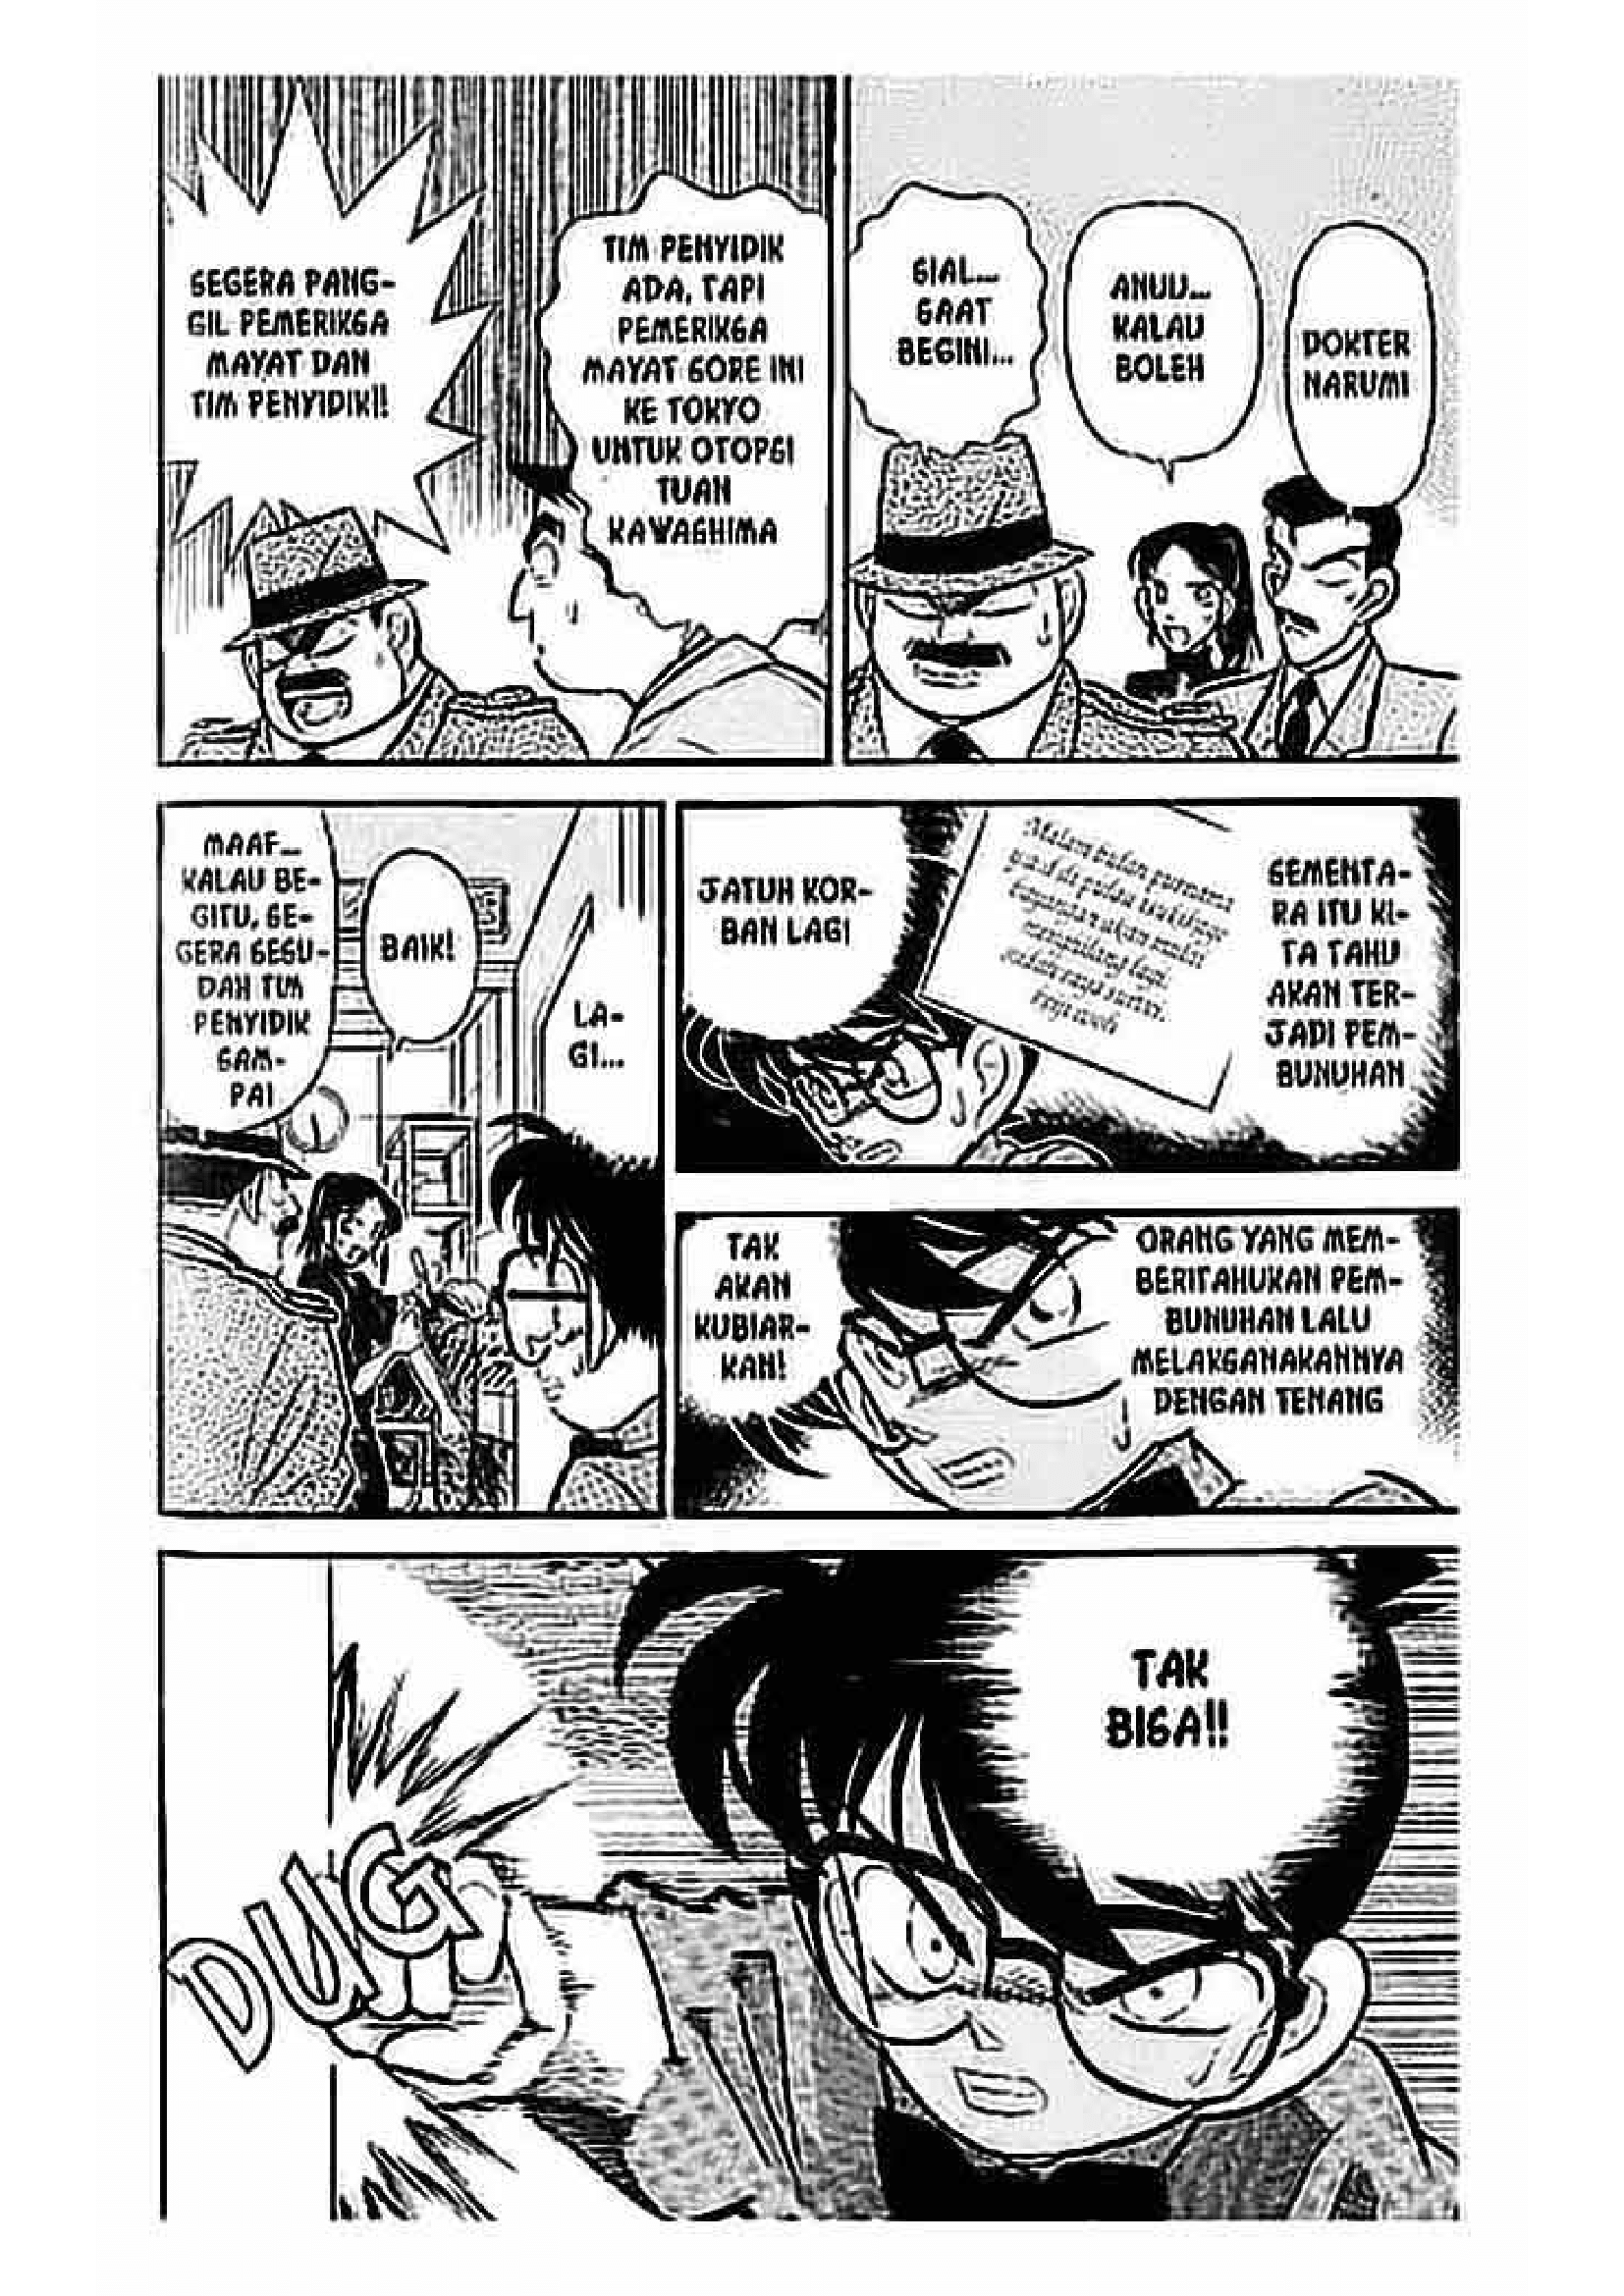 SEGERA PANG-
GIL PEMERIKSA
MAYAT DAN
TIM PENYIDIK!!
TIM PENYIDIK
ADA, TAPI
PEMERIKSA
MAYAT SORE INI
KE TOKYO
UNTUK OTOPSI
TUAN
KAWASHIMA
SIAL...
SAAT
BEGINI...
ANUU...
KALAU
BOLEH
DOKTER
NARUMI
MAAF...
KALAU BE-
GITU, SE-
GERA SESU-
DAH TIM
PENYIDIK
SAM-
PAI
BAIK!
LA-
GI...
JATUH KOR-
BAN LAGI
Malam bulan purnama
SEMENTA-
RA ITU KI-
TA TAHU
AKAN TER-
JADI PEM-
BUNUHAN
TAK
AKAN
KUBIAR-
KAN!
ORANG YANG MEM-
BERITAHUKAN PEM-
BUNUHAN LALU
MELAKSANAKANNYA
DENGAN TENANG
TAK
BISA!!
DUG